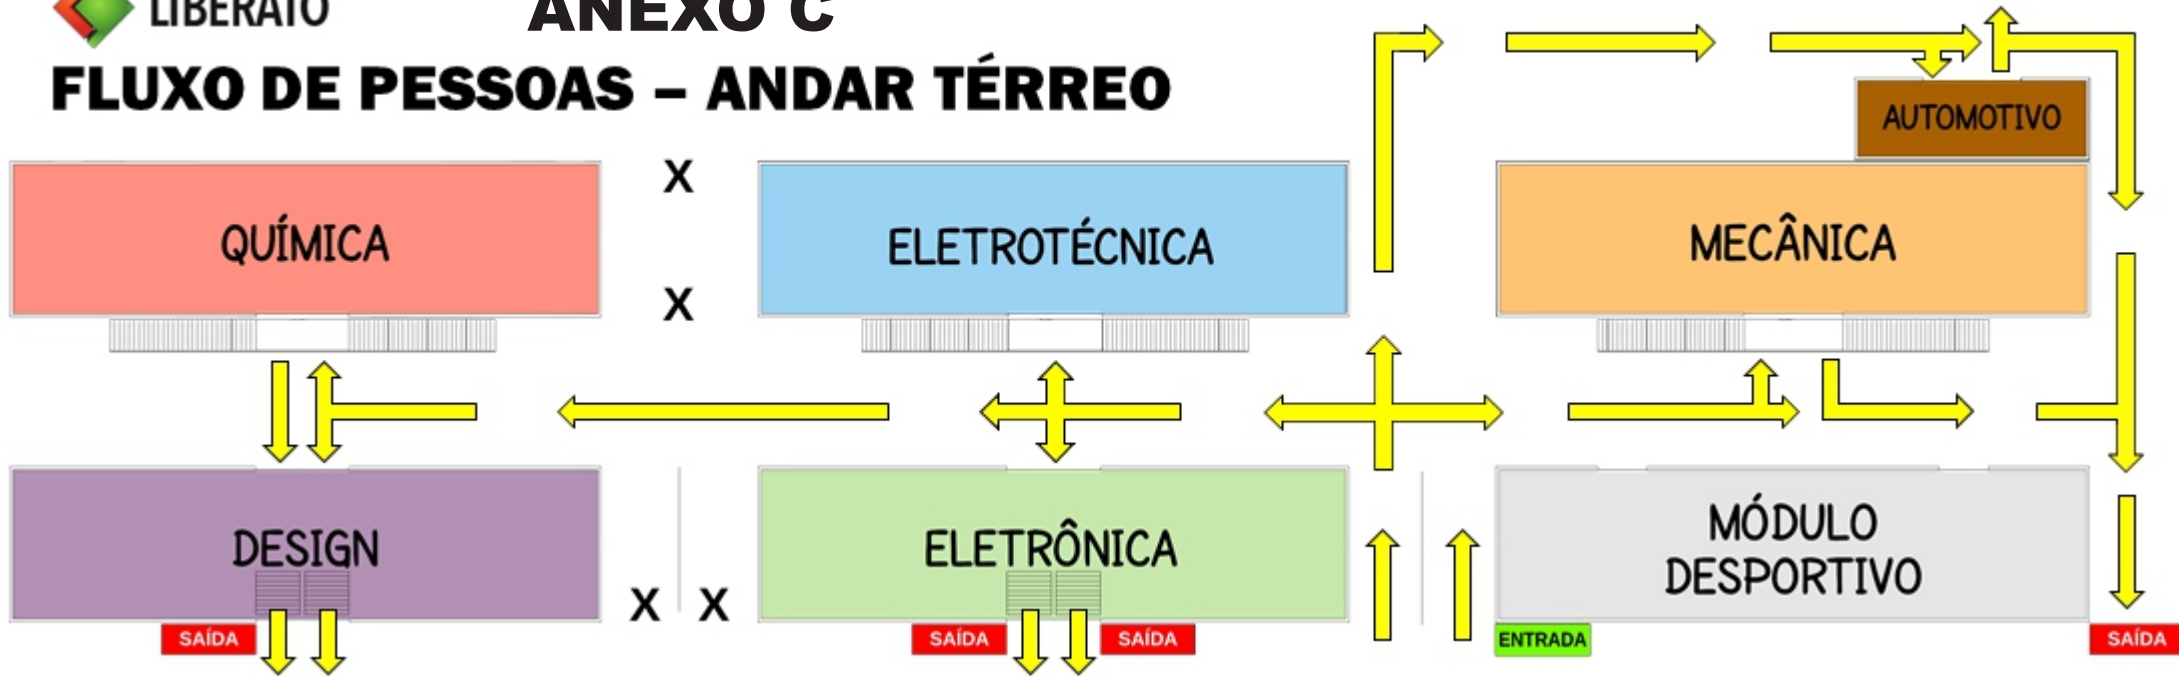 LIBERATO
ANEXO C
FLUXO DE PESSOAS – ANDAR TÉRREO
AUTOMOTIVO
X
QUÍMICA
ELETROTÉCNICA
MECÂNICA
X
DESIGN
ELETRÔNICA
MÓDULO
DESPORTIVO
X X
SAÍDA
SAÍDA
SAÍDA
ENTRADA
SAÍDA